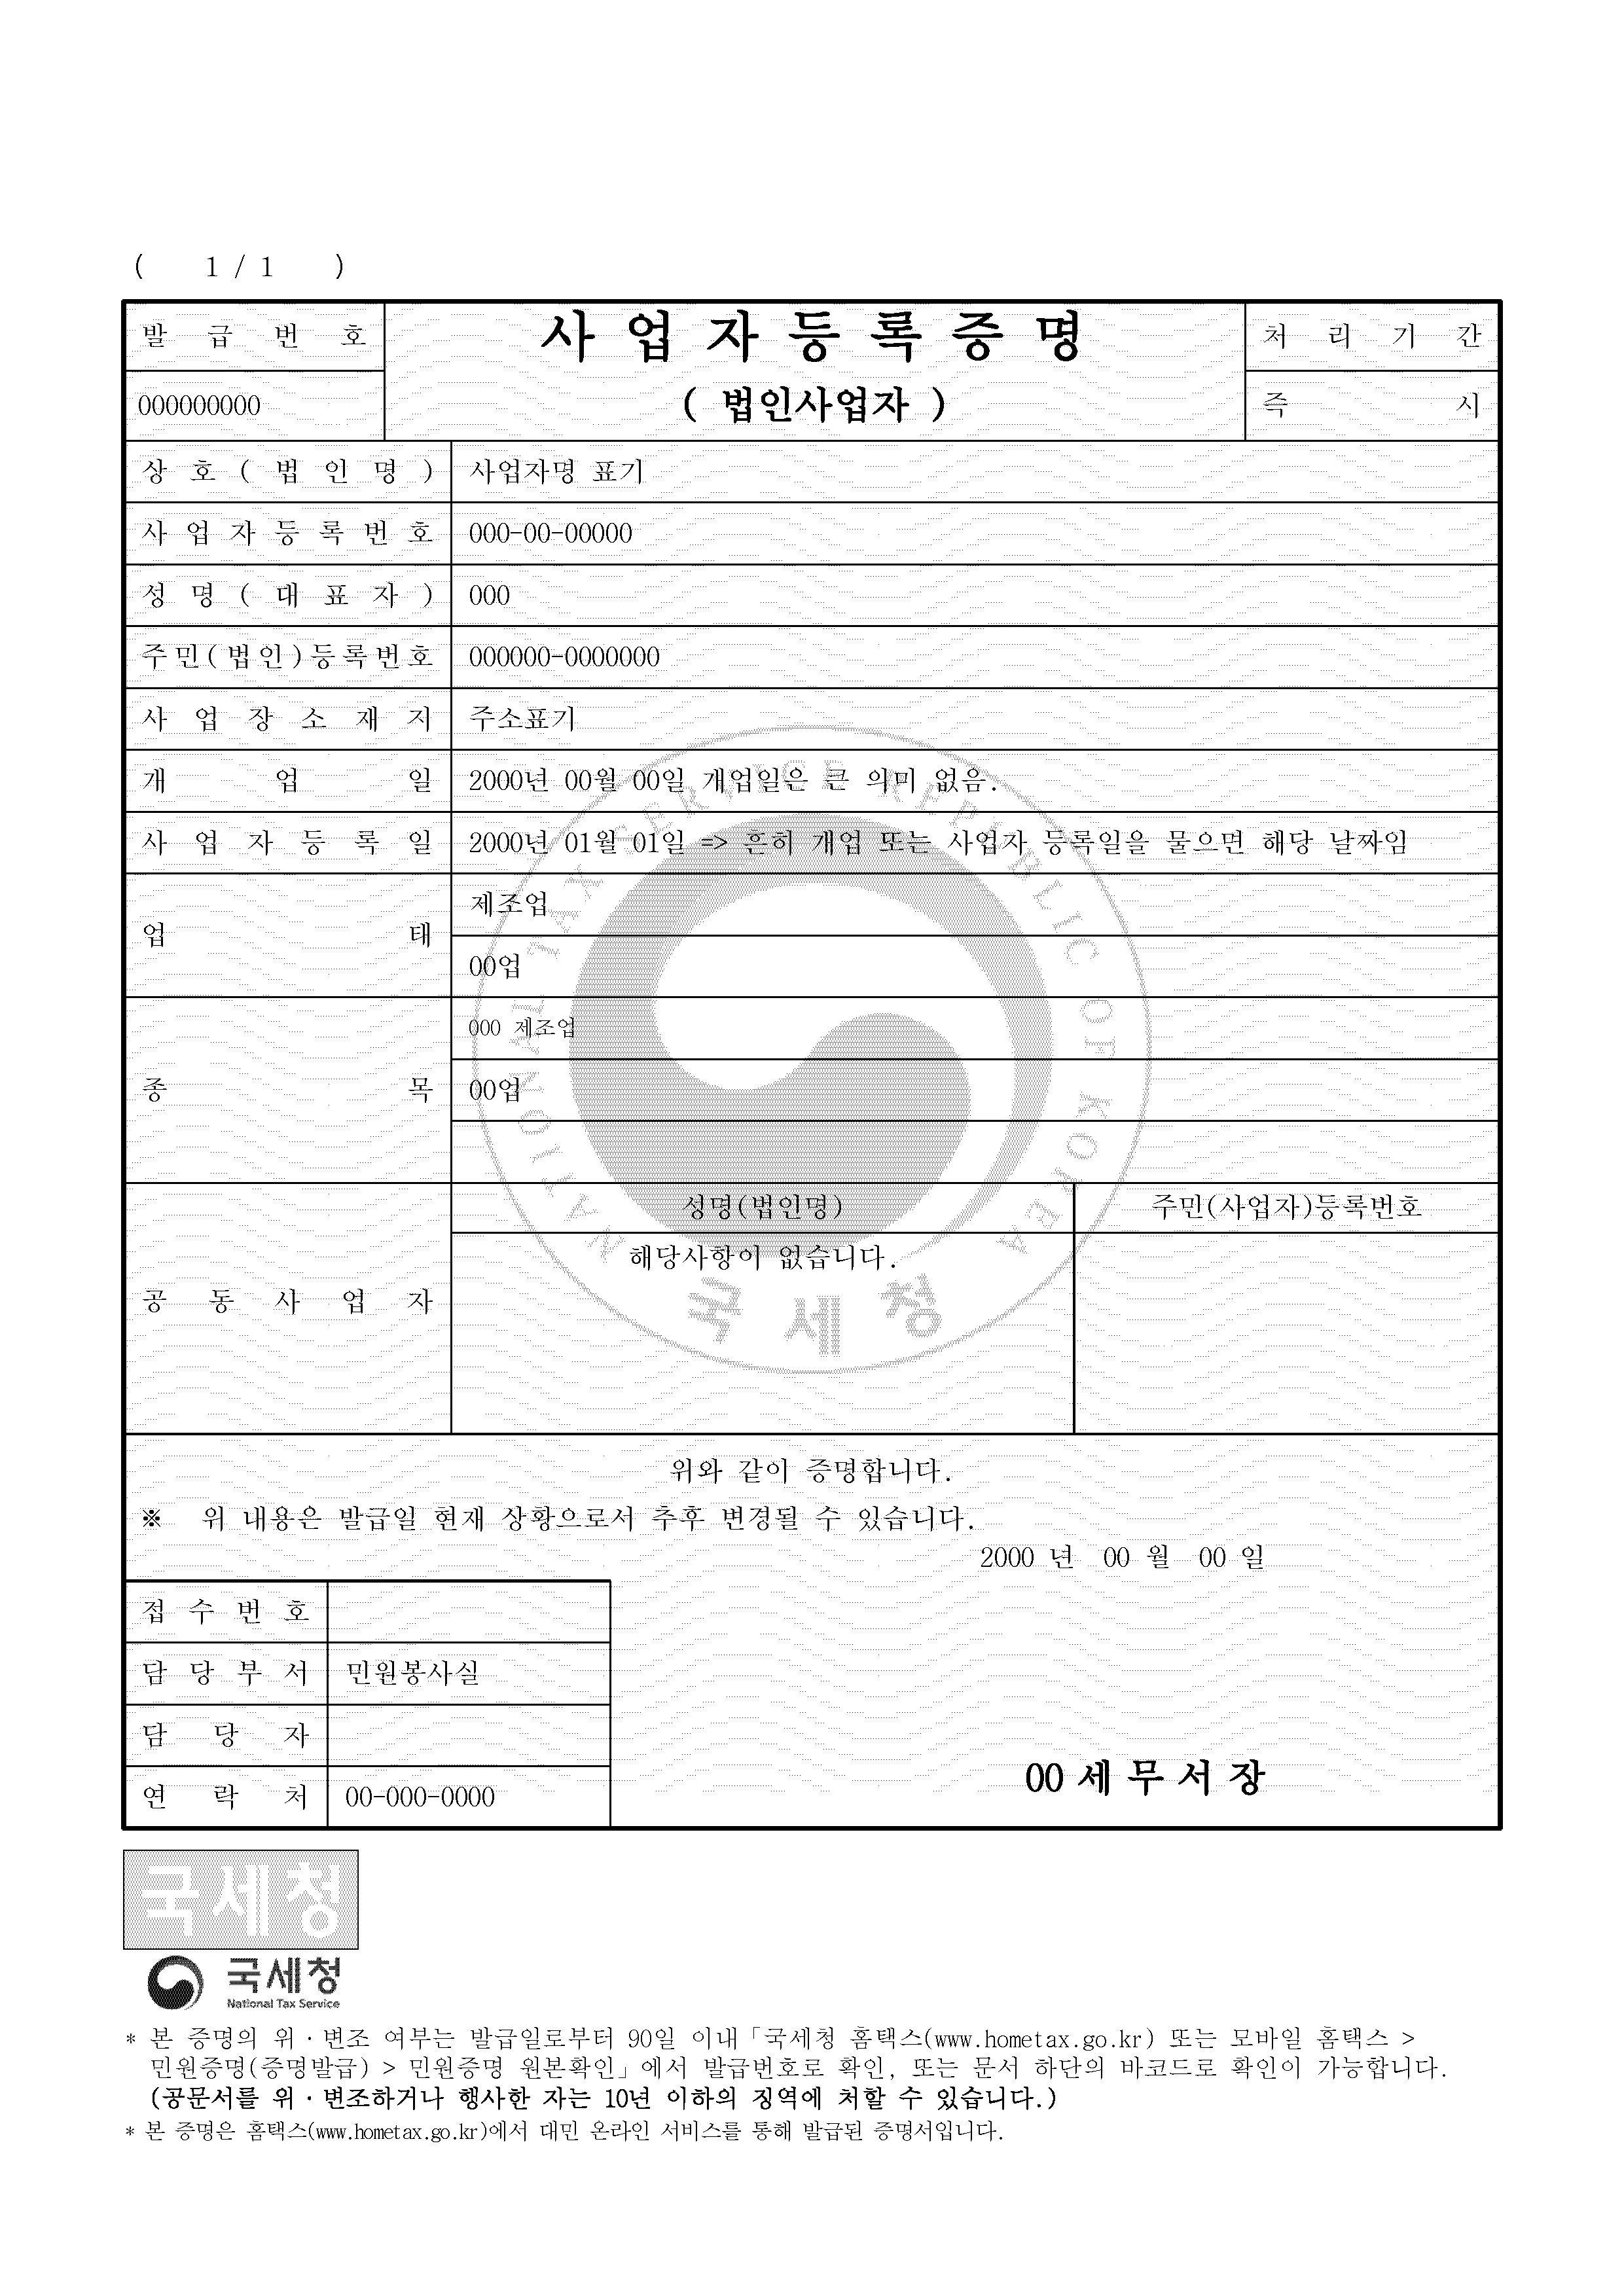 ( 1 / 1 )
발 급 번 호
사 업 자 등 록 증 명
처 리 기 간
000000000
( 법인사업자 )
즉 시
상 호 ( 법 인 명 ) 사업자명 표기
사 업 자 등 록 번 호 000-00-00000
성 명 ( 대 표 자 ) 000
주민(법인)등록번호 000000-0000000
사 업 장 소 재 지 주소표기
개 업 일 2000년 00월 00일 개업일은 큰 의미 없음.
사 업 자 등 록 일 2000년 01월 01일 => 흔히 개업 또는 사업자 등록일을 물으면 해당 날짜임
업 태 제조업
00업
종 목 000 제조업
00업
공 동 사 업 자
성명(법인명) 주민(사업자)등록번호
해당사항이 없습니다.
NATIONAL TAX SERVICE REPUBLIC OF KOREA
국세청
위와 같이 증명합니다.
※ 위 내용은 발급일 현재 상황으로서 추후 변경될 수 있습니다.
2000 년 00 월 00 일
접 수 번 호
담 당 부 서 민원봉사실
담 당 자
연 락 처 00-000-0000
00 세 무 서 장
국세청
국세청
National Tax Service
* 본 증명의 위·변조 여부는 발급일로부터 90일 이내「국세청 홈택스(www.hometax.go.kr) 또는 모바일 홈택스 >
민원증명(증명발급) > 민원증명 원본확인」에서 발급번호로 확인, 또는 문서 하단의 바코드로 확인이 가능합니다.
(공문서를 위·변조하거나 행사한 자는 10년 이하의 징역에 처할 수 있습니다.)
* 본 증명은 홈택스(www.hometax.go.kr)에서 대민 온라인 서비스를 통해 발급된 증명서입니다.